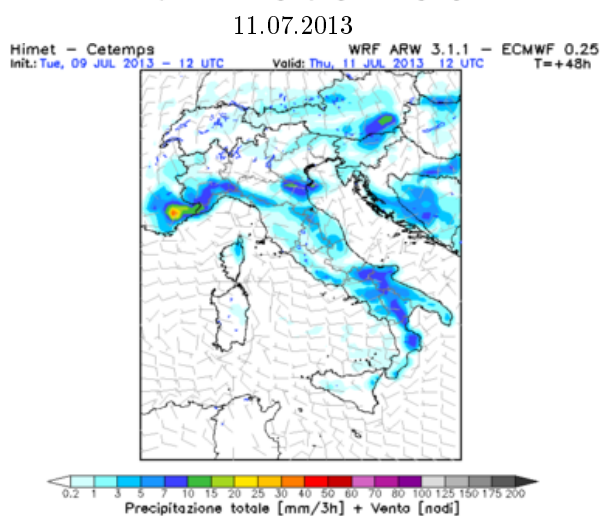 11.07.2013
Himet – Cetemps WRF ARW 3.1.1 – ECMWF 0.25
Init.: Tue, 09 JUL 2013 – 12 UTC Valid: Thu, 11 JUL 2013 12 UTC T=+48h
0.2 1 3 5 7 10 15 20 25 30 40 50 60 70 80 100 125 150 175 200
Precipitazione totale [mm/3h] + Vento [nodi]